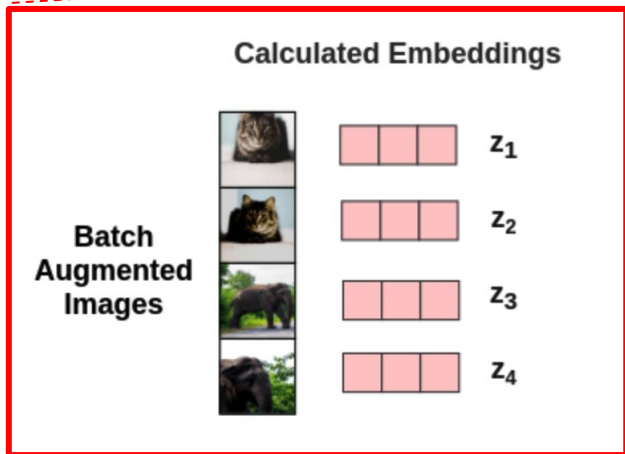 Calculated Embeddings
z₁
z₂
Batch
Augmented
Images
z₃
z₄